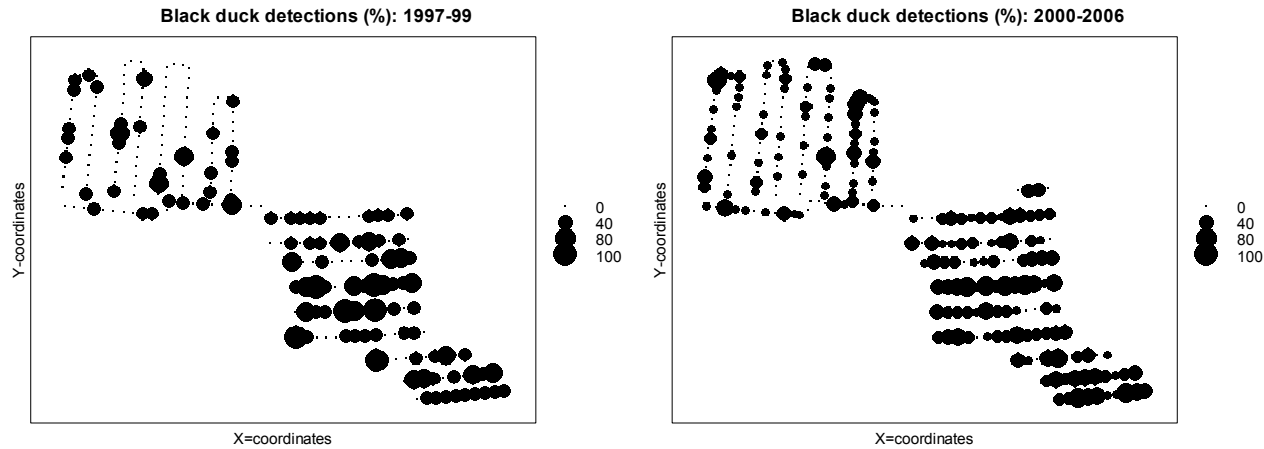 Black duck detections (%): 1997-99
Y-coordinates
0
40
80
100
X=coordinates
Black duck detections (%): 2000-2006
Y-coordinates
0
40
80
100
X=coordinates